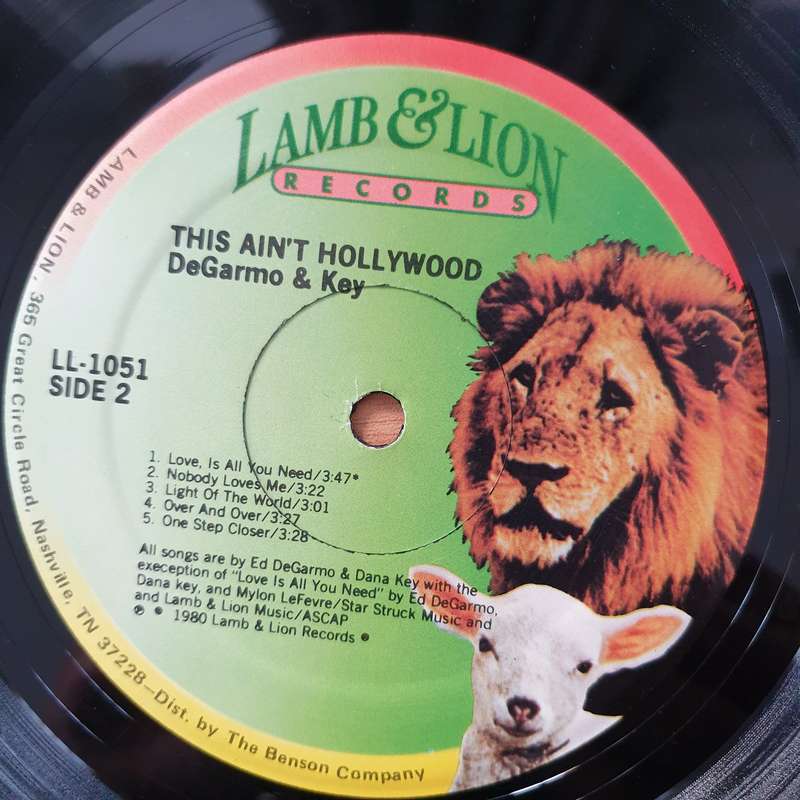 LAMB & LION
RECORDS
THIS AIN'T HOLLYWOOD
DeGarmo & Key
LL-1051
SIDE 2
1. Love, Is All You Need/3:47*
2. Nobody Loves Me/3:22
3. Light Of The World/3:01
4. Over And Over/3:27
5. One Step Closer/3:28
All songs are by Ed DeGarmo & Dana Key with the
exeception of "Love Is All You Need" by Ed DeGarmo,
Dana key, and Mylon LeFevre/Star Struck Music and
and Lamb & Lion Music/ASCAP
℗ • 1980 Lamb & Lion Records ●
LAMB & LION, 365 Great Circle Road, Nashville, TN 37228—Dist. by The Benson Company